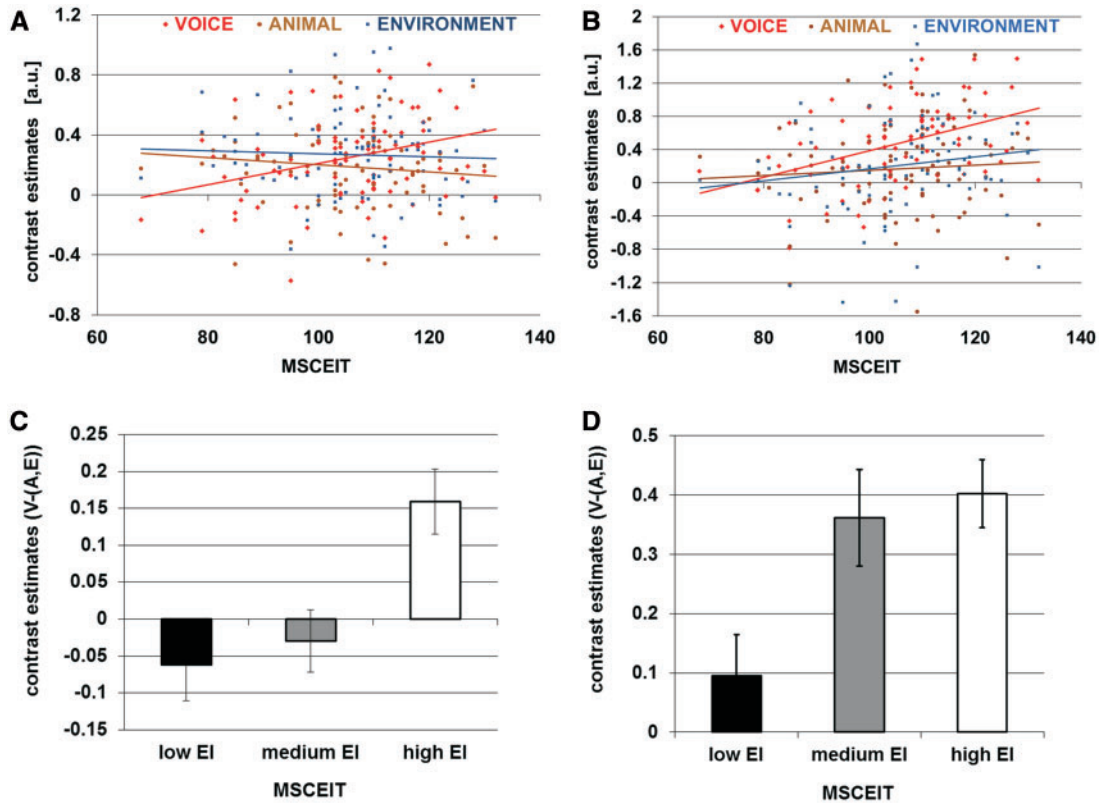 A
VOICE ANIMAL ENVIRONMENT
contrast estimates [a.u.]
1.2
0.8
0.4
0
-0.4
-0.8
60 80 100 120 140
MSCEIT
B
VOICE ANIMAL ENVIRONMENT
contrast estimates [a.u.]
2
1.6
1.2
0.8
0.4
0
-0.4
-0.8
-1.2
-1.6
60 80 100 120 140
MSCEIT
C
contrast estimates (V-(A,E))
0.25
0.2
0.15
0.1
0.05
0
-0.05
-0.1
-0.15
low EI medium EI high EI
MSCEIT
D
contrast estimates (V-(A,E))
0.5
0.4
0.3
0.2
0.1
0
low EI medium EI high EI
MSCEIT